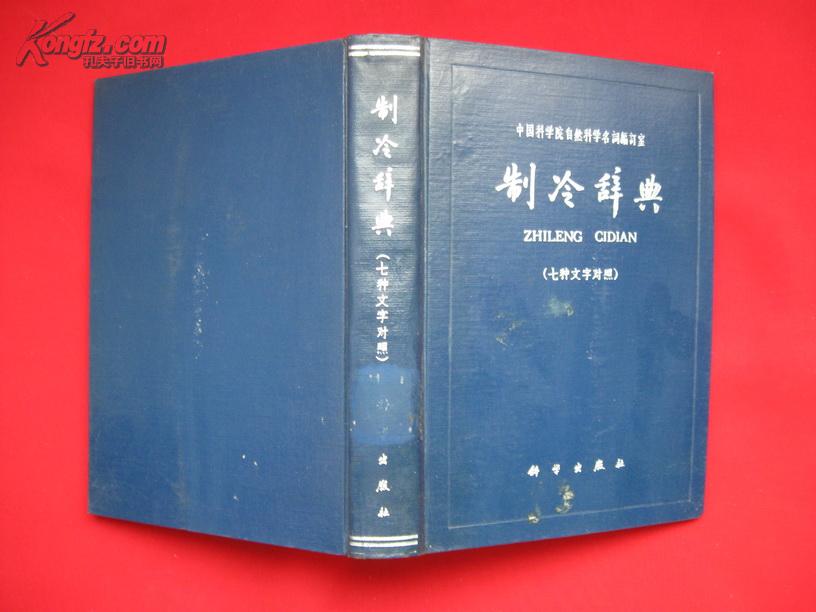 Kongfz.com
孔夫子旧书网
制冷辞典
(七种文字对照)
出版社
中国科学院自然科学名词编订室
制冷辞典
ZHILENG CIDIAN
(七种文字对照)
科学出版社